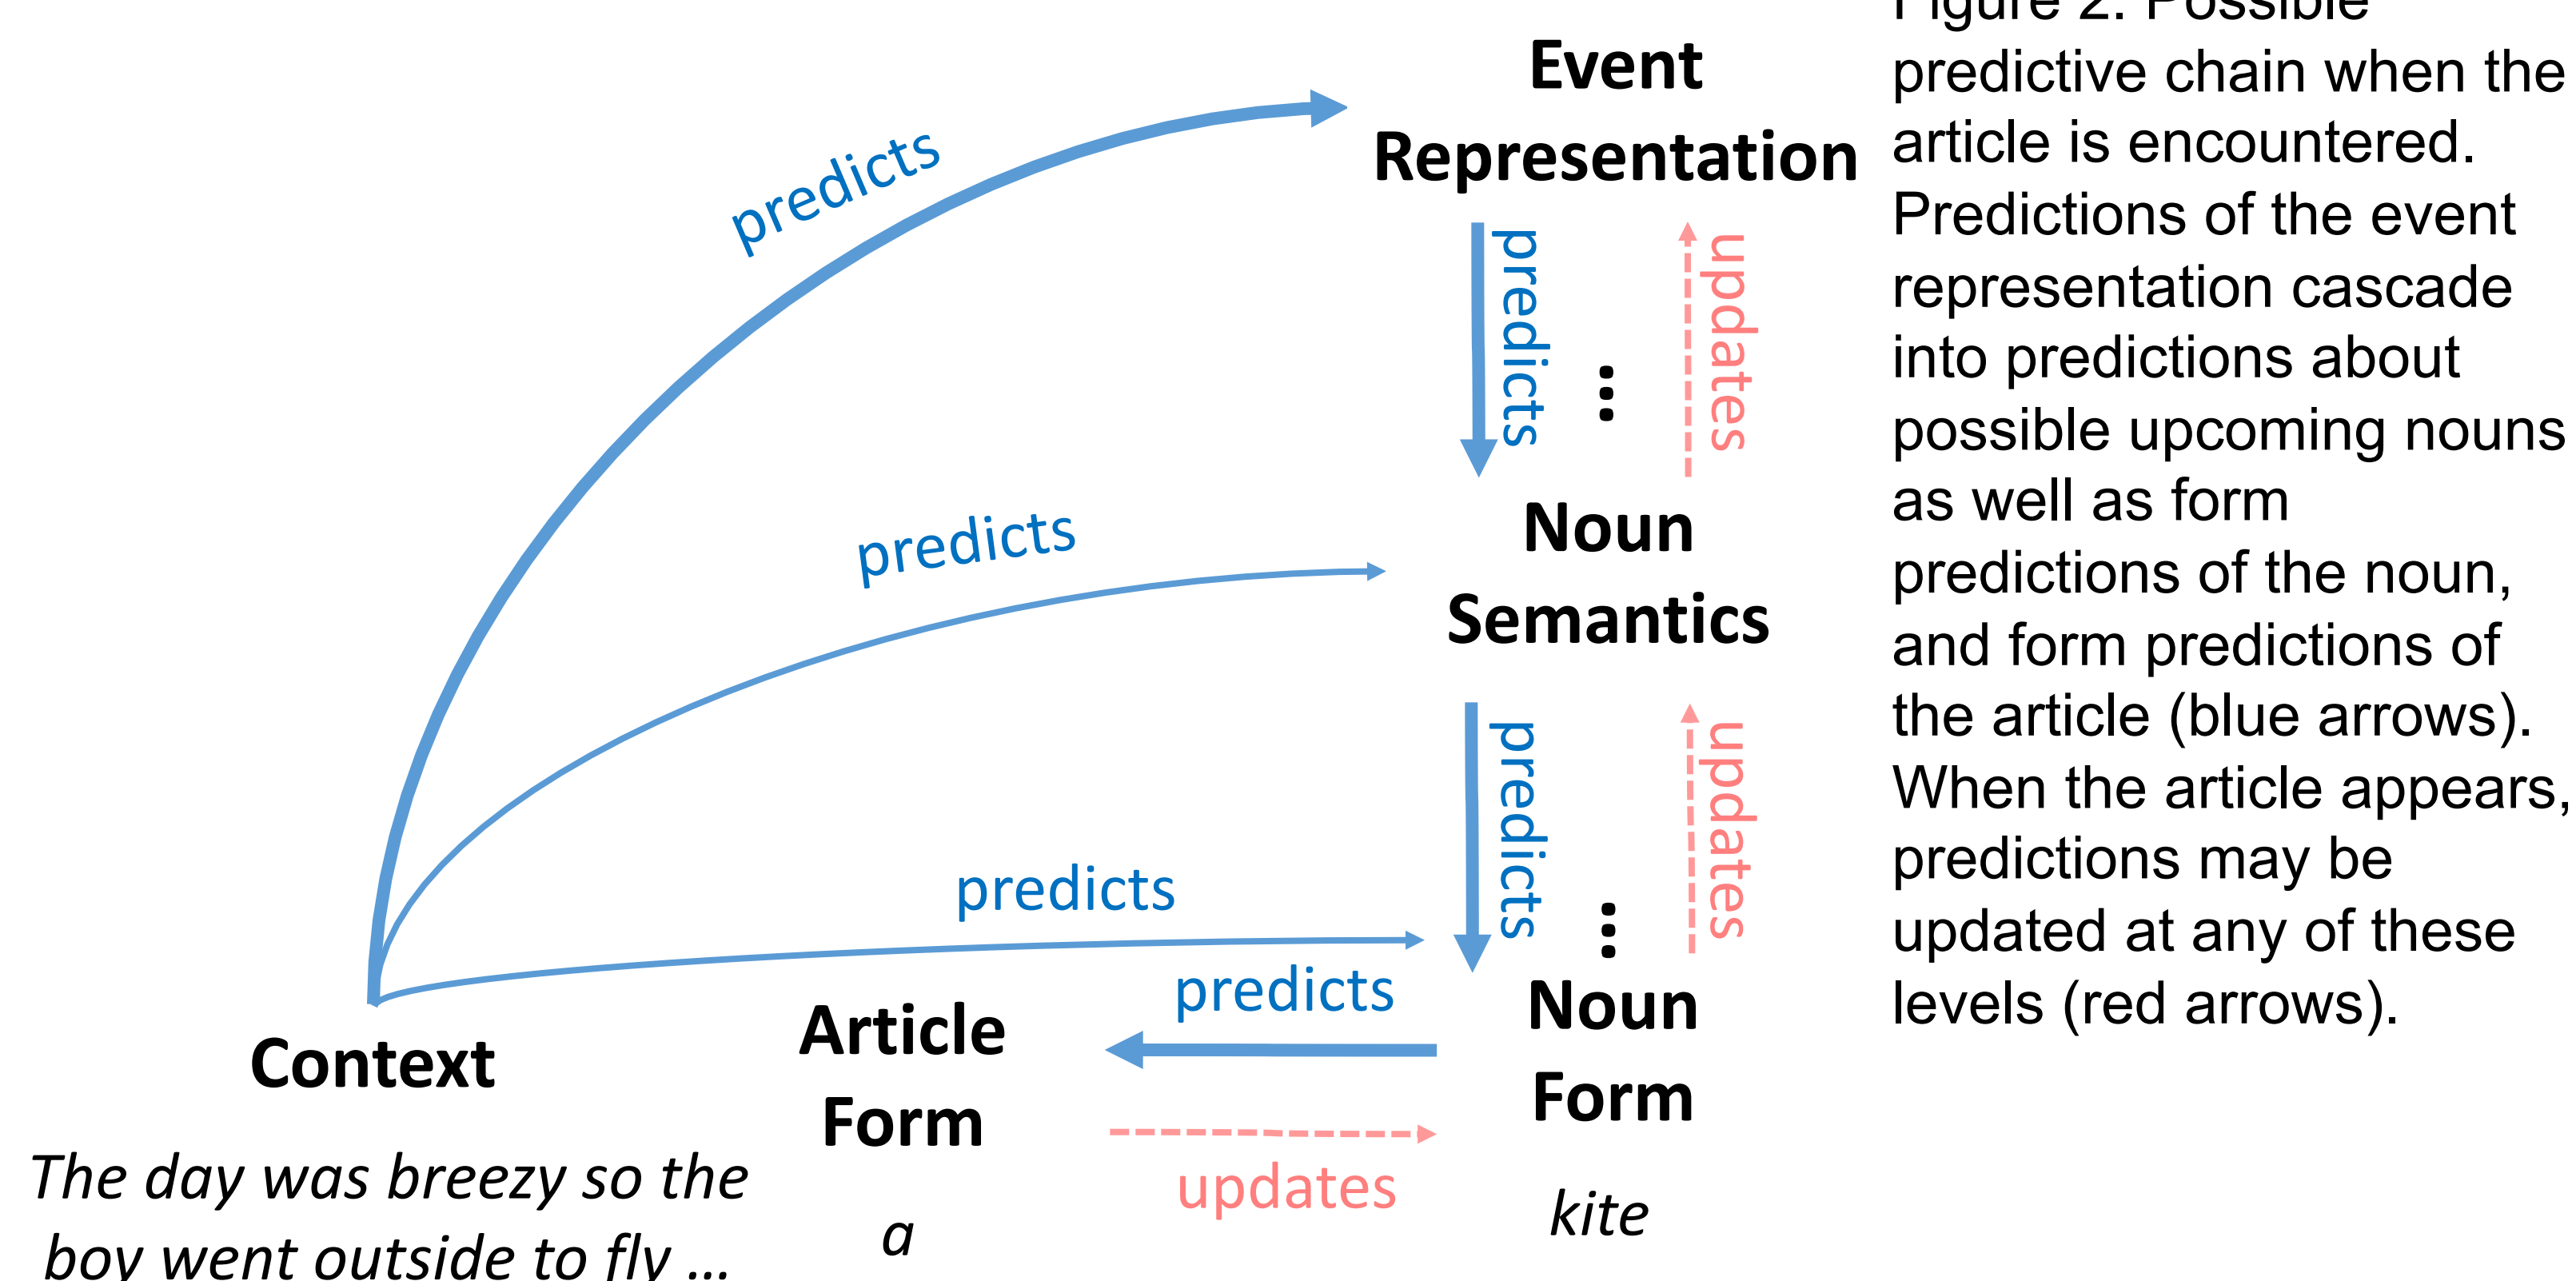 Event
Representation
predicts
predicts
updates
⋮
predicts
Noun
Semantics
predicts
updates
⋮
predicts
predicts
Noun
Form
Article
Form
updates
Context
The day was breezy so the
boy went outside to fly ...
a
kite
Figure 2. Possible
predictive chain when the
article is encountered.
Predictions of the event
representation cascade
into predictions about
possible upcoming nouns
as well as form
predictions of the noun,
and form predictions of
the article (blue arrows).
When the article appears,
predictions may be
updated at any of these
levels (red arrows).